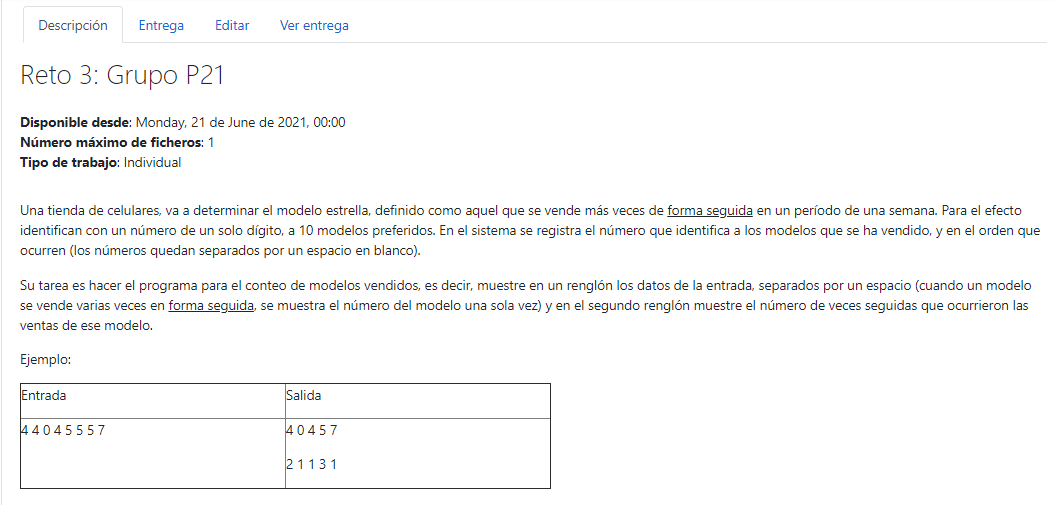 Descripción Entrega Editar Ver entrega
Reto 3: Grupo P21
Disponible desde: Monday, 21 de June de 2021, 00:00
Número máximo de ficheros: 1
Tipo de trabajo: Individual
Una tienda de celulares, va a determinar el modelo estrella, definido como aquel que se vende más veces de forma seguida en un período de una semana. Para el efecto
identifican con un número de un solo dígito, a 10 modelos preferidos. En el sistema se registra el número que identifica a los modelos que se ha vendido, y en el orden que
ocurren (los números quedan separados por un espacio en blanco).
Su tarea es hacer el programa para el conteo de modelos vendidos, es decir, muestre en un renglón los datos de la entrada, separados por un espacio (cuando un modelo
se vende varias veces en forma seguida, se muestra el número del modelo una sola vez) y en el segundo renglón muestre el número de veces seguidas que ocurrieron las
ventas de ese modelo.
Ejemplo:
Entrada Salida
4 4 0 4 5 5 5 7 4 0 4 5 7
2 1 1 3 1